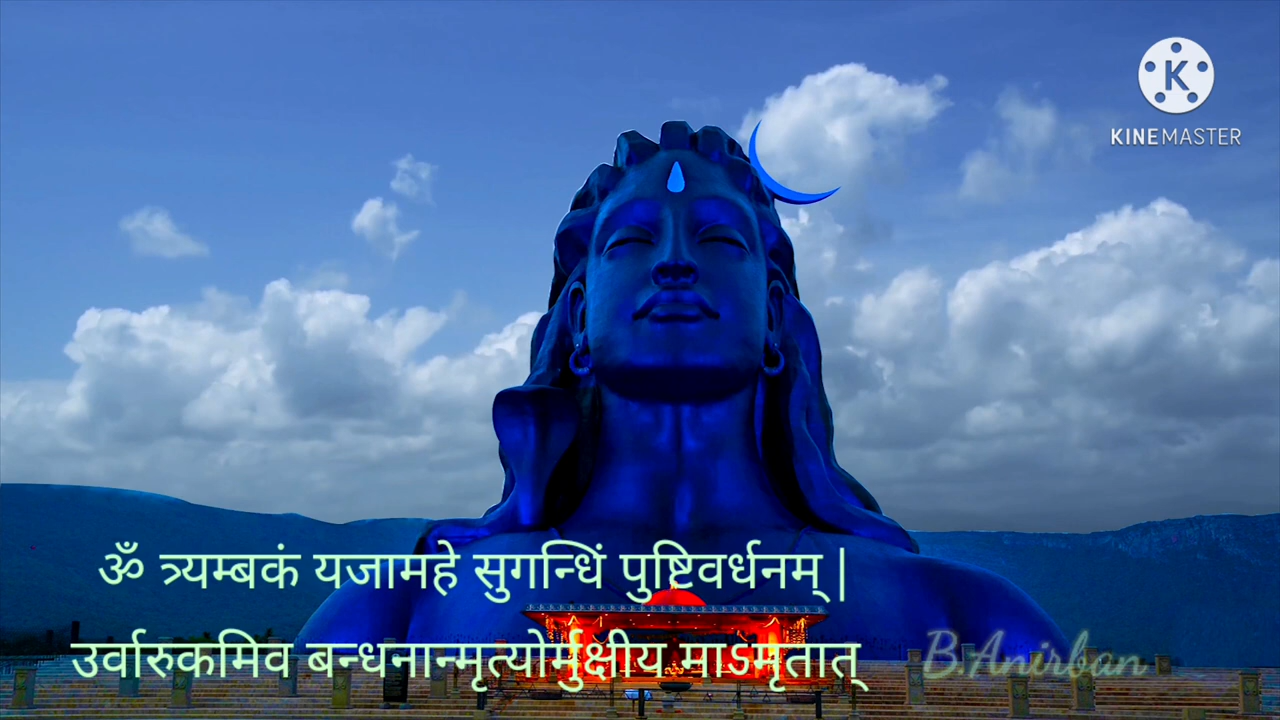 KINEMASTER
ॐ त्र्यम्बकं यजामहे सुगन्धिं पुष्टिवर्धनम् |
उर्वारुकमिव बन्धनान्मृत्योर्मुक्षीय माऽमृतात्
B.Anirban